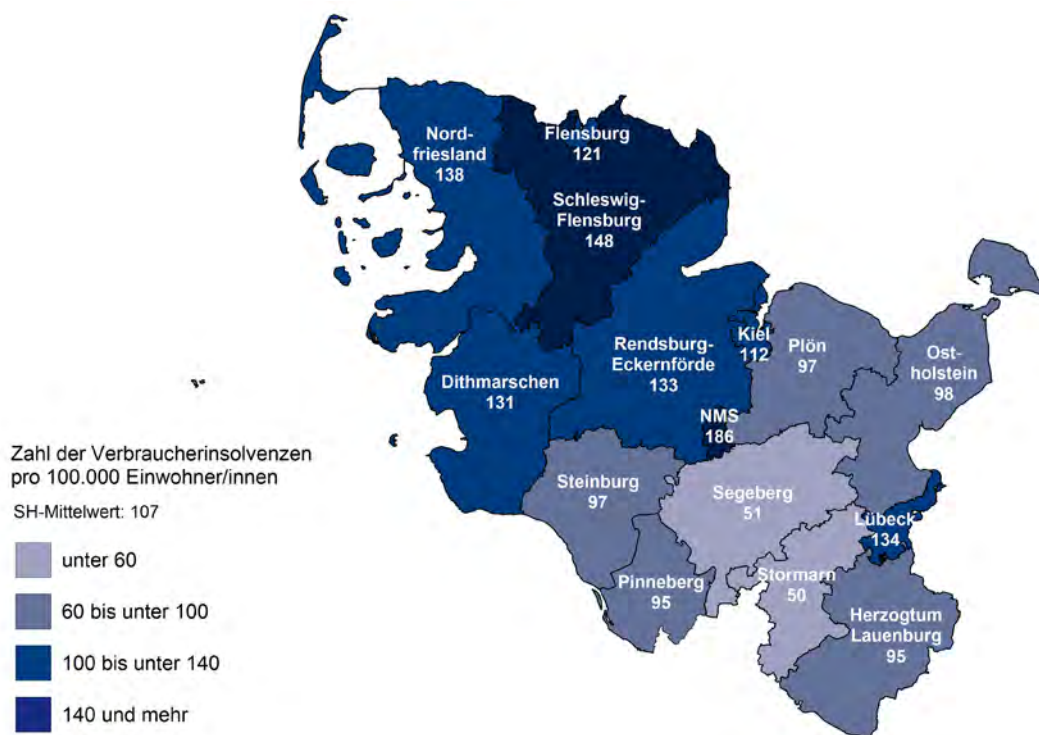 Nord-
friesland
138
Flensburg
121
Schleswig-
Flensburg
148
Rendsburg-
Eckernförde
133
Kiel
112
Plön
97
Ost-
holstein
98
Dithmarschen
131
NMS
186
Steinburg
97
Segeberg
51
Lübeck
134
Pinneberg
95
Stormarn
50
Herzogtum
Lauenburg
95
Zahl der Verbraucherinsolvenzen
pro 100.000 Einwohner/innen
SH-Mittelwert: 107
unter 60
60 bis unter 100
100 bis unter 140
140 und mehr